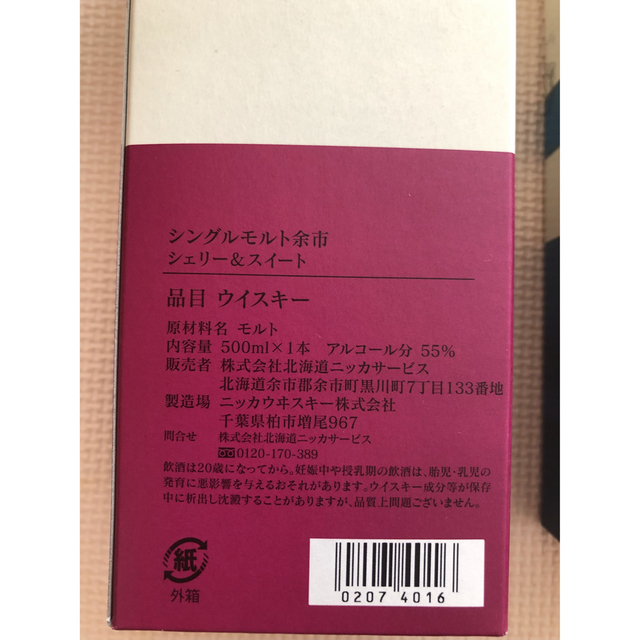 シングルモルト余市
シェリー&スイート
品目 ウイスキー
原材料名 モルト
内容量 500ml×1本 アルコール分 55%
販売者 株式会社北海道ニッカサービス
北海道余市郡余市町黒川町7丁目133番地
製造場 ニッカウヰスキー株式会社
千葉県柏市増尾967
問合せ 株式会社北海道ニッカサービス
0120-170-389
飲酒は20歳になってから。妊娠中や授乳期の飲酒は、胎児・乳児の
発育に悪影響を与えるおそれがあります。ウイスキー成分等が保存
中に析出し沈澱することがありますが、品質上問題ございません。
紙
外箱
0207 4016